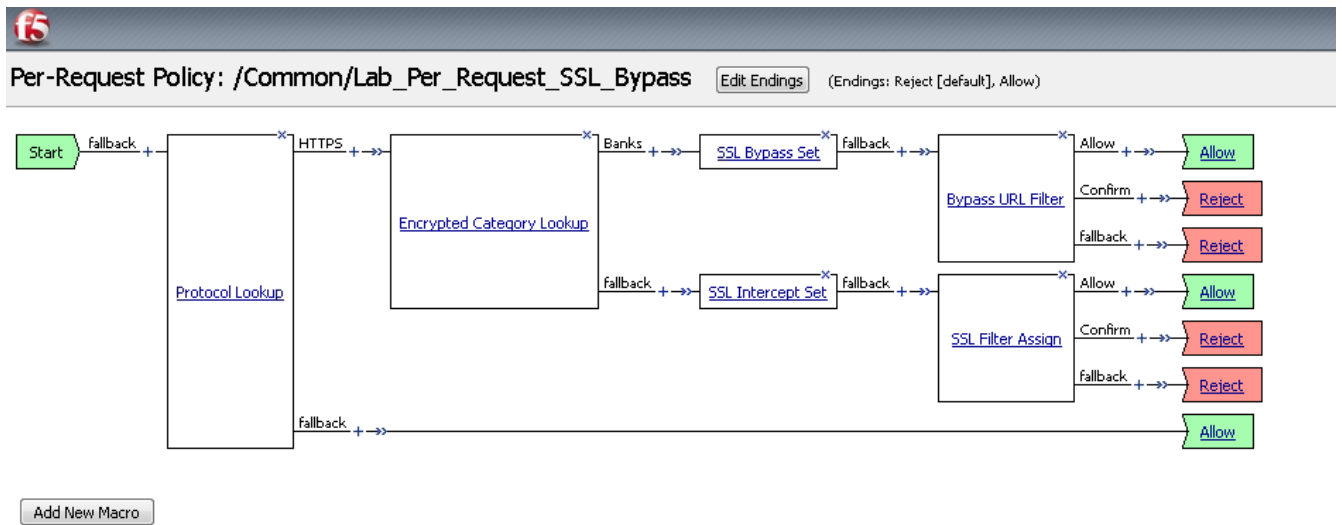 f5
Per-Request Policy: /Common/Lab_Per_Request_SSL_Bypass Edit Endings (Endings: Reject [default], Allow)
Start fallback + Protocol Lookup x
HTTPS + Encrypted Category Lookup x
Banks + SSL Bypass Set x fallback + Bypass URL Filter x
Allow + Allow
Confirm + Reject
fallback + Reject
fallback + SSL Intercept Set x fallback + SSL Filter Assign x
Allow + Allow
Confirm + Reject
fallback + Reject
fallback + Allow
Add New Macro